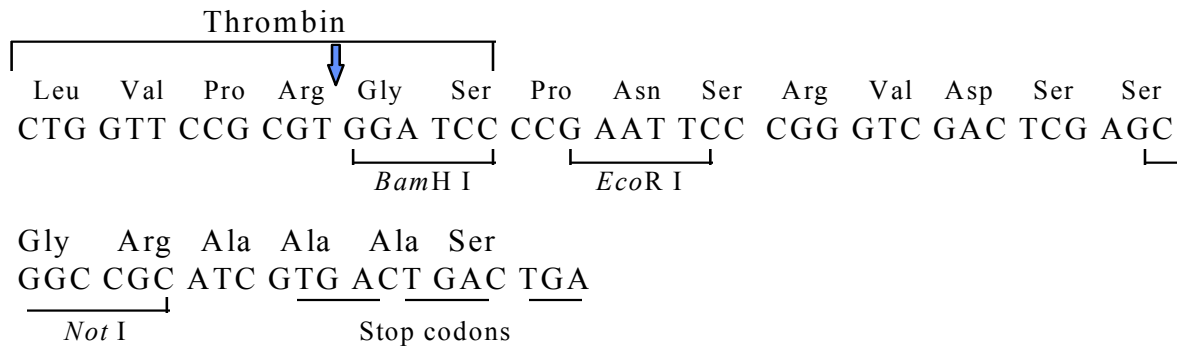 Thrombin
Leu Val Pro Arg Gly Ser Pro Asn Ser Arg Val Asp Ser Ser
CTG GTT CCG CGT GGA TCC CCG AATT CC CGG GTC GAC TCG AGC
BamH I EcoR I
Gly Arg Ala Ala Ala Ser
GGC CGC ATC GTG ACT GAC TGA
Not I Stop codons